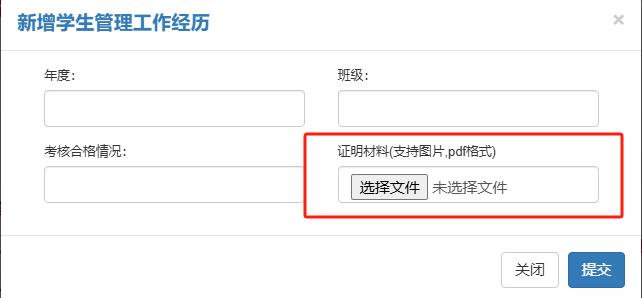 新增学生管理工作经历
×
年度：
班级：
考核合格情况：
证明材料(支持图片,pdf格式)
选择文件 未选择文件
关闭
提交